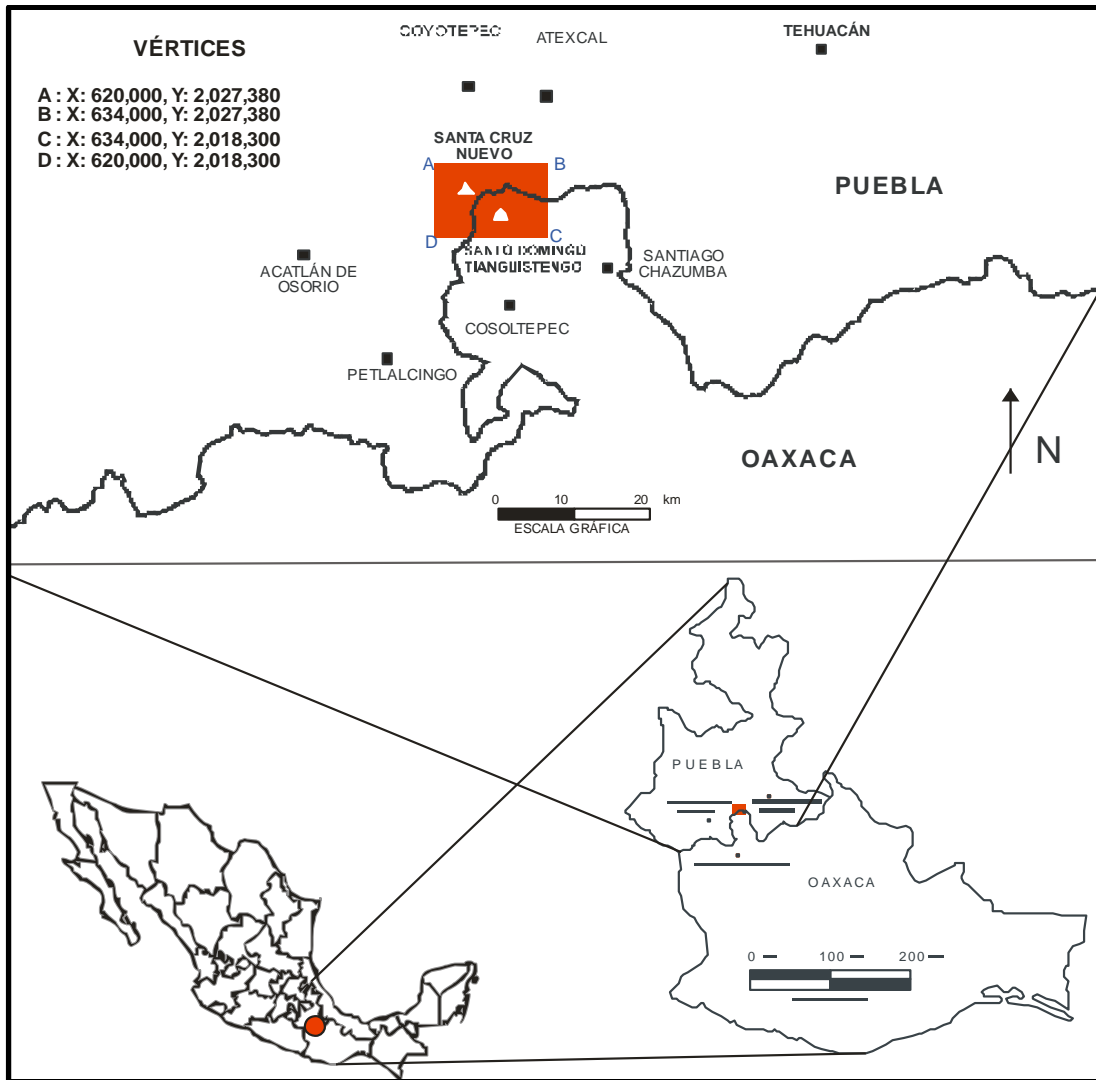 VÉRTICES
A : X: 620,000, Y: 2,027,380
B : X: 634,000, Y: 2,027,380
C : X: 634,000, Y: 2,018,300
D : X: 620,000, Y: 2,018,300
COYOTEPEC
ATEXCAL
TEHUACÁN
SANTA CRUZ
NUEVO
A
B
PUEBLA
D
C
SANTO DOMINGO
TIANGUISTENGO
SANTIAGO
CHAZUMBA
ACATLÁN DE
OSORIO
COSOLTEPEC
PETLALCINGO
OAXACA
N
0 10 20 km
ESCALA GRÁFICA
PUEBLA
OAXACA
0 100 200